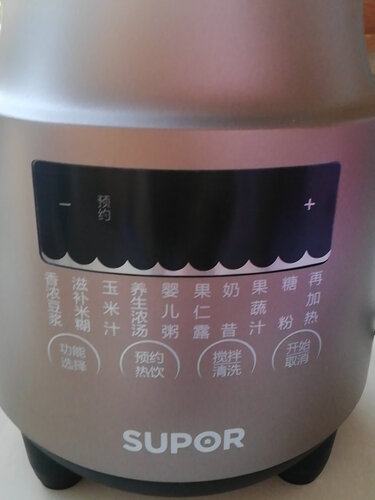 − 预约 +
香浓豆浆
滋补米糊
玉米汁
养生浓汤
婴儿粥
果仁露
奶昔
果蔬汁
糖粉
再加热
功能选择
预约热饮
搅拌清洗
开始取消
SUPOR